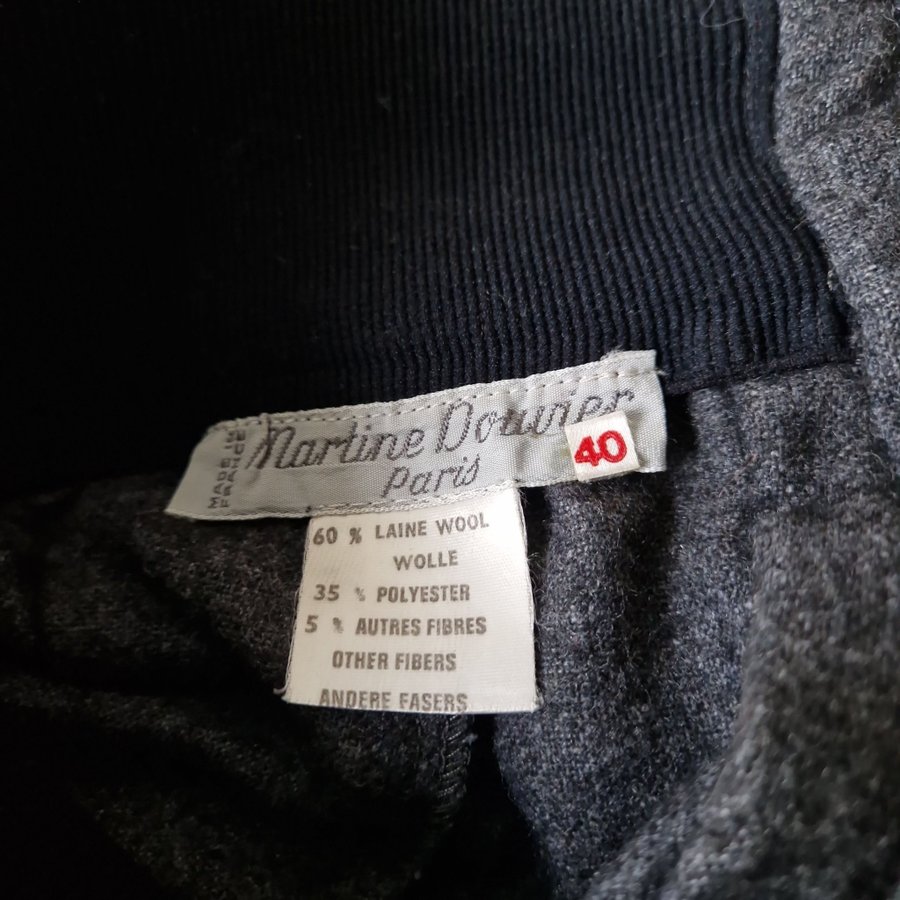 Martine Douvier
Paris
MADE IN
FRANCE
40
60 % LAINE WOOL
WOLLE
35 % POLYESTER
5 % AUTRES FIBRES
OTHER FIBERS
ANDERE FASERS